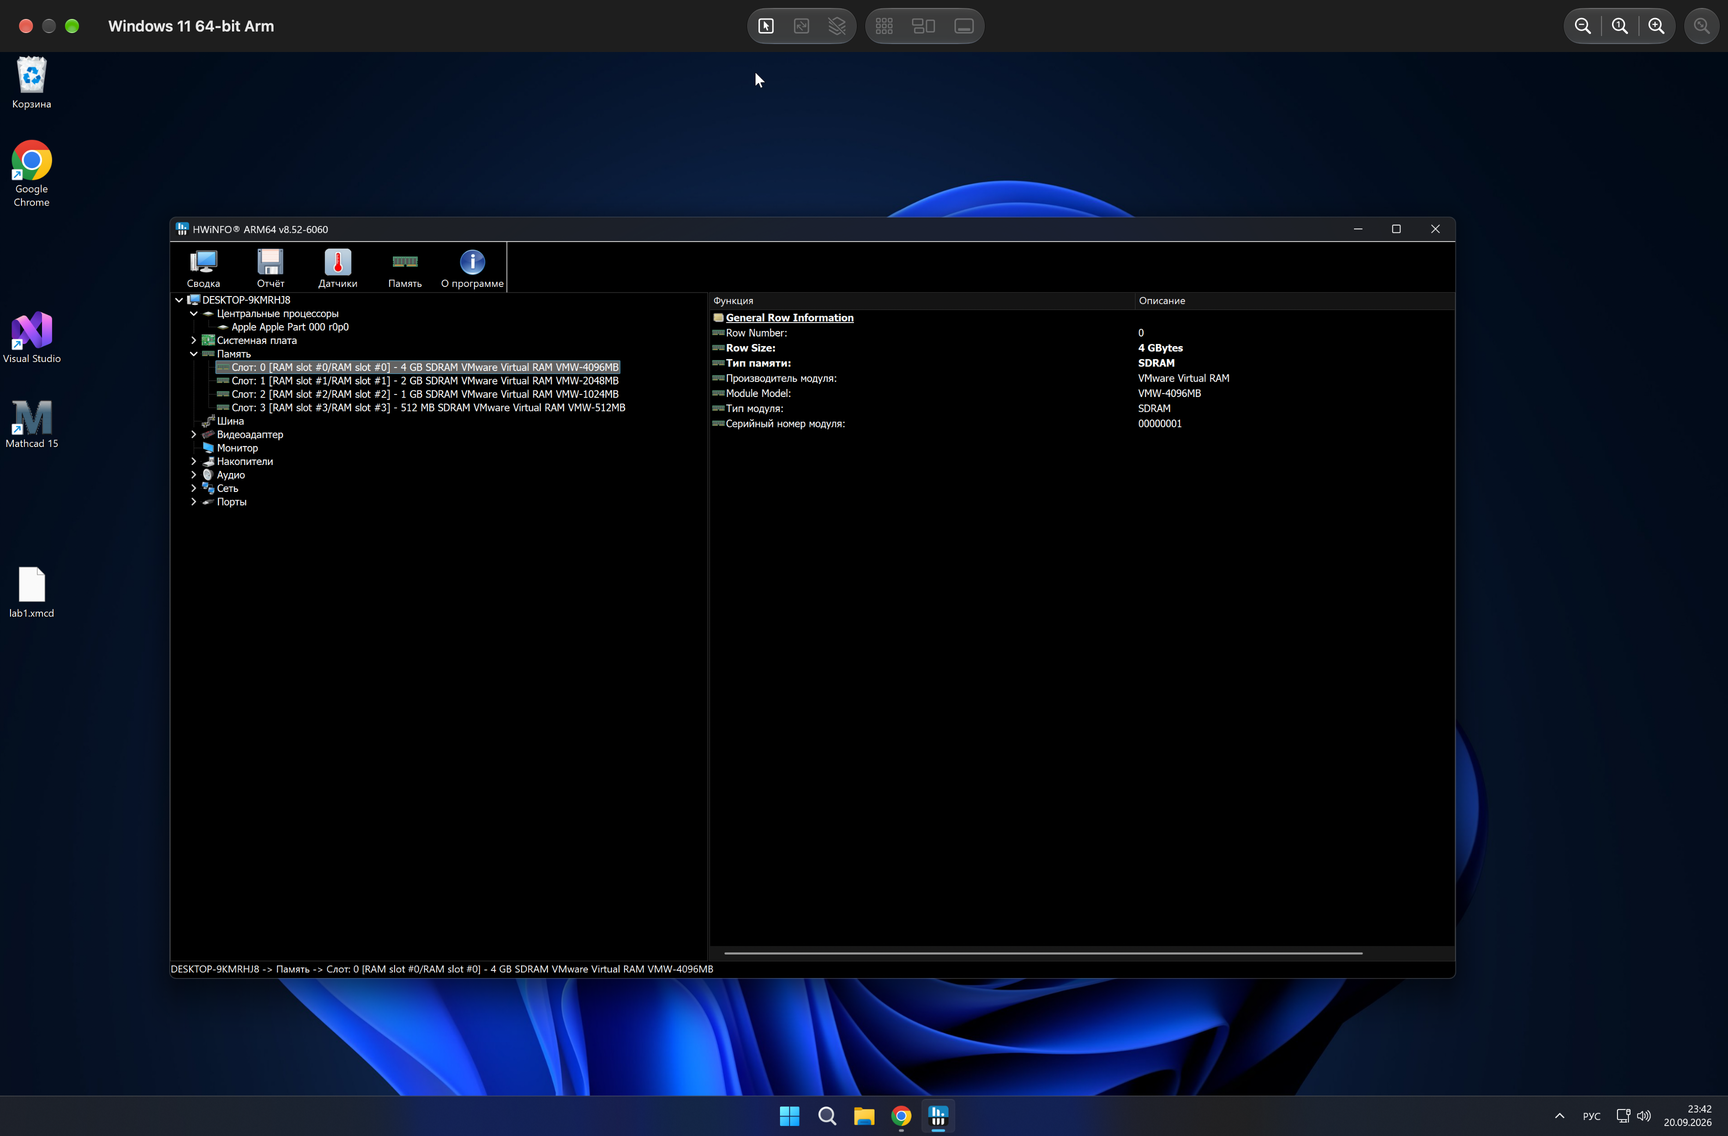 Windows 11 64-bit Arm
Корзина
Google
Chrome
Visual Studio
Mathcad 15
lab1.xmcd
HWiNFO® ARM64 v8.52-6060
Сводка
Отчёт
Датчики
Память
О программе
DESKTOP-9KMRHJ8
Центральные процессоры
Apple Apple Part 000 r0p0
Системная плата
Память
Слот: 0 [RAM slot #0/RAM slot #0] - 4 GB SDRAM VMware Virtual RAM VMW-4096MB
Слот: 1 [RAM slot #1/RAM slot #1] - 2 GB SDRAM VMware Virtual RAM VMW-2048MB
Слот: 2 [RAM slot #2/RAM slot #2] - 1 GB SDRAM VMware Virtual RAM VMW-1024MB
Слот: 3 [RAM slot #3/RAM slot #3] - 512 MB SDRAM VMware Virtual RAM VMW-512MB
Шина
Видеоадаптер
Монитор
Накопители
Аудио
Сеть
Порты
Функция Описание
General Row Information
Row Number: 0
Row Size: 4 GBytes
Тип памяти: SDRAM
Производитель модуля: VMware Virtual RAM
Module Model: VMW-4096MB
Тип модуля: SDRAM
Серийный номер модуля: 00000001
DESKTOP-9KMRHJ8 -> Память -> Слот: 0 [RAM slot #0/RAM slot #0] - 4 GB SDRAM VMware Virtual RAM VMW-4096MB
РУС
23:42
20.09.2026